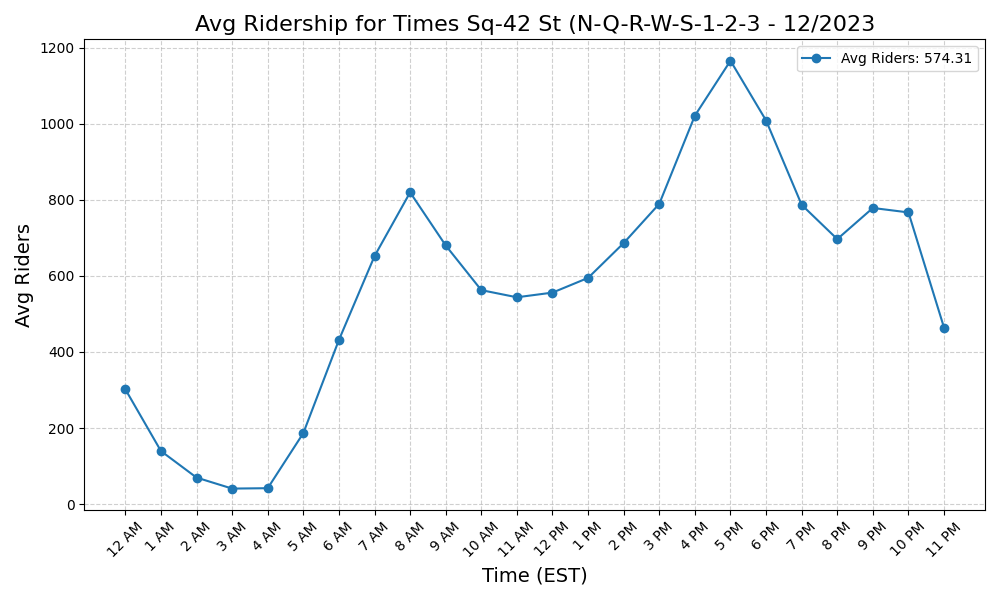 Avg Ridership for Times Sq-42 St (N-Q-R-W-S-1-2-3 - 12/2023
Avg Riders: 574.31
1200
1000
800
600
400
200
0
Avg Riders
12 AM
1 AM
2 AM
3 AM
4 AM
5 AM
6 AM
7 AM
8 AM
9 AM
10 AM
11 AM
12 PM
1 PM
2 PM
3 PM
4 PM
5 PM
6 PM
7 PM
8 PM
9 PM
10 PM
11 PM
Time (EST)